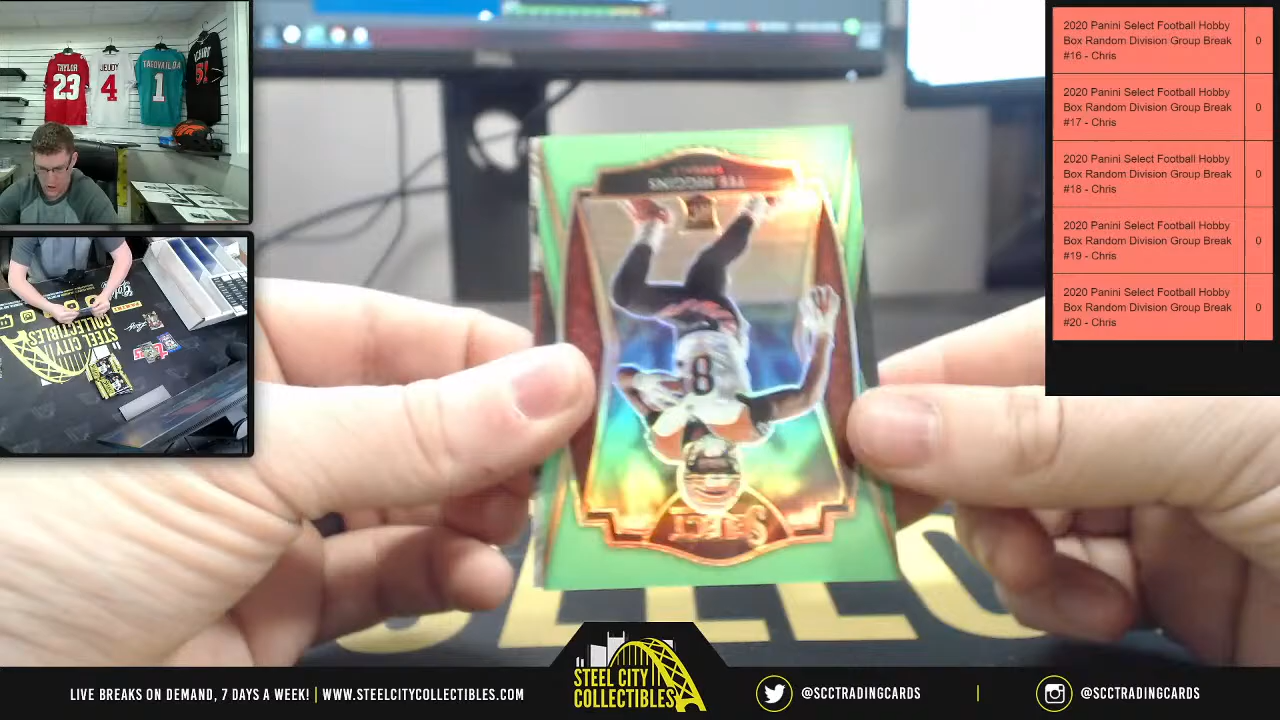 TAYLOR
23
JEUDY
4
TAGOVAILOA
1
51
STEEL CITY
COLLECTIBLES
TEE HIGGINS
8
SELECT
2020 Panini Select Football Hobby
Box Random Division Group Break
#16 - Chris
0
2020 Panini Select Football Hobby
Box Random Division Group Break
#17 - Chris
0
2020 Panini Select Football Hobby
Box Random Division Group Break
#18 - Chris
0
2020 Panini Select Football Hobby
Box Random Division Group Break
#19 - Chris
0
2020 Panini Select Football Hobby
Box Random Division Group Break
#20 - Chris
0
LIVE BREAKS ON DEMAND, 7 DAYS A WEEK! | WWW.STEELCITYCOLLECTIBLES.COM
STEEL CITY
COLLECTIBLES
@SCCTRADINGCARDS
@SCCTRADINGCARDS